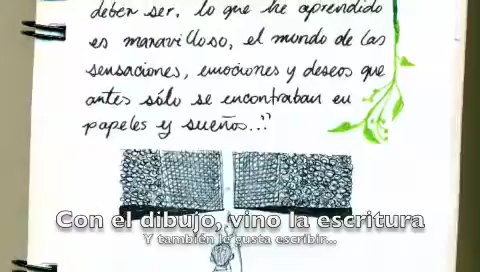 deber ser, lo que he aprendido
es maravilloso, el mundo de las
sensaciones, emociones y deseos que
antes sólo se encontraban en
papeles y sueños..."
Con el dibujo, vino la escritura
Y también le gusta escribir...